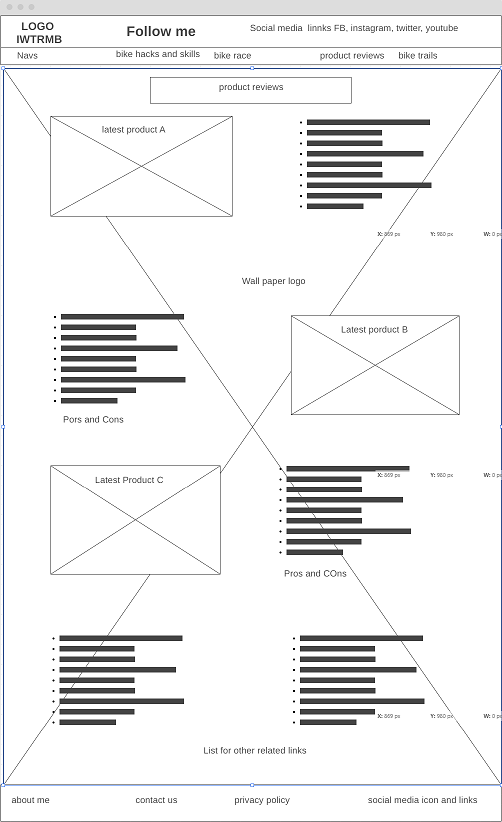 LOGO
IWTRMB
Follow me
Social media linnks FB, instagram, twitter, youtube
Navs
bike hacks and skills
bike race
product reviews
bike trails
product reviews
latest product A
X: 869 px Y: 980 px W: 0 px
Wall paper logo
Latest porduct B
Pors and Cons
Latest Product C
X: 869 px Y: 980 px W: 0 px
Pros and COns
X: 869 px Y: 980 px W: 0 px
List for other related links
about me
contact us
privacy policy
social media icon and links